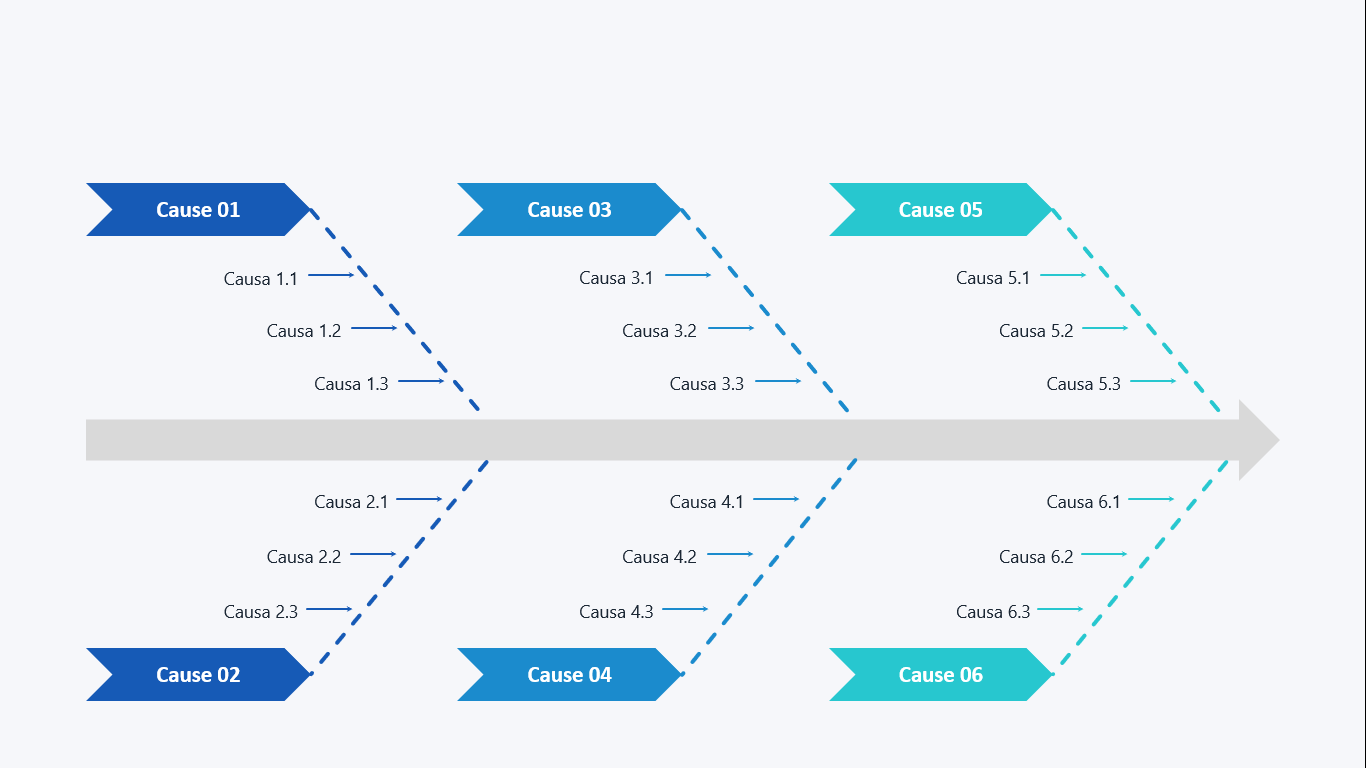 Cause 01
Cause 03
Cause 05
Causa 1.1
Causa 3.1
Causa 5.1
Causa 1.2
Causa 3.2
Causa 5.2
Causa 1.3
Causa 3.3
Causa 5.3
Causa 2.1
Causa 4.1
Causa 6.1
Causa 2.2
Causa 4.2
Causa 6.2
Causa 2.3
Causa 4.3
Causa 6.3
Cause 02
Cause 04
Cause 06